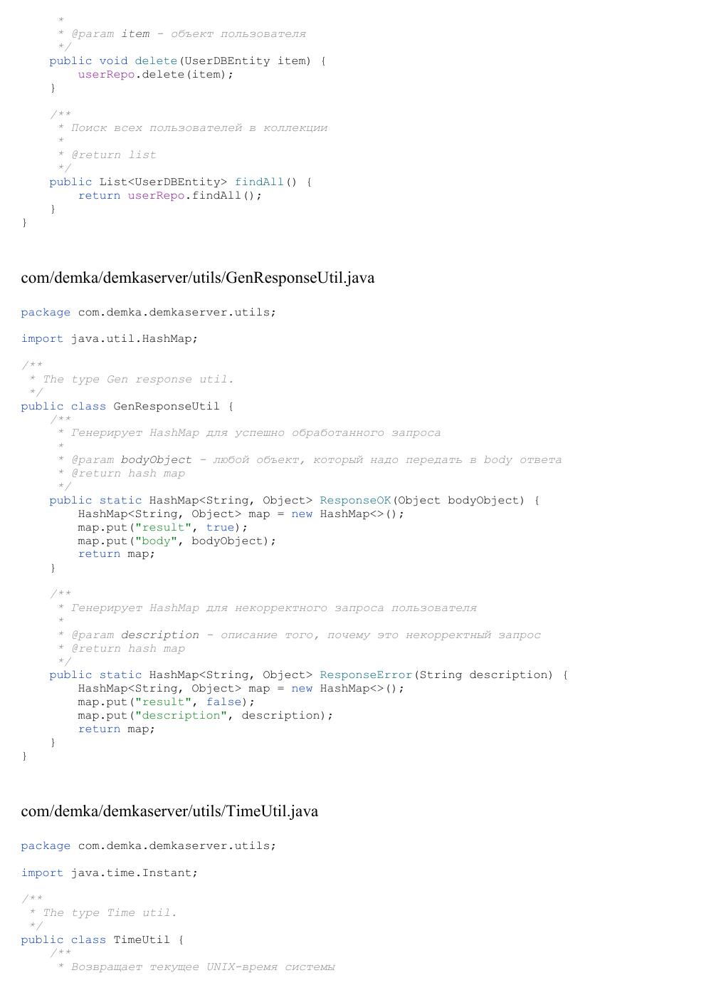 *
     * @param item - объект пользователя
     */
    public void delete(UserDBEntity item) {
        userRepo.delete(item);
    }

    /**
     * Поиск всех пользователей в коллекции
     *
     * @return list
     */
    public List<UserDBEntity> findAll() {
        return userRepo.findAll();
    }
}

com/demka/demkaserver/utils/GenResponseUtil.java

package com.demka.demkaserver.utils;

import java.util.HashMap;

/**
 * The type Gen response util.
 */
public class GenResponseUtil {
    /**
     * Генерирует HashMap для успешно обработанного запроса
     *
     * @param bodyObject - любой объект, который надо передать в body ответа
     * @return hash map
     */
    public static HashMap<String, Object> ResponseOK(Object bodyObject) {
        HashMap<String, Object> map = new HashMap<>();
        map.put("result", true);
        map.put("body", bodyObject);
        return map;
    }

    /**
     * Генерирует HashMap для некорректного запроса пользователя
     *
     * @param description - описание того, почему это некорректный запрос
     * @return hash map
     */
    public static HashMap<String, Object> ResponseError(String description) {
        HashMap<String, Object> map = new HashMap<>();
        map.put("result", false);
        map.put("description", description);
        return map;
    }
}

com/demka/demkaserver/utils/TimeUtil.java

package com.demka.demkaserver.utils;

import java.time.Instant;

/**
 * The type Time util.
 */
public class TimeUtil {
    /**
     * Возвращает текущее UNIX-время системы